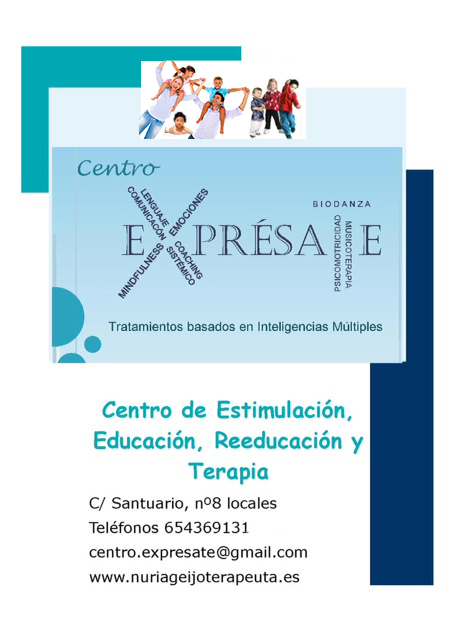 Centro
EXPRÉSATE
LENGUAJE
COMUNICACIÓN
EMOCIONES
MINDFULNESS
COACHING
SISTÉMICO
BIODANZA
PSICOMOTRICIDAD
MUSICOTERAPIA
Tratamientos basados en Inteligencias Múltiples
Centro de Estimulación,
Educación, Reeducación y
Terapia
C/ Santuario, nº8 locales
Teléfonos 654369131
centro.expresate@gmail.com
www.nuriageijoterapeuta.es